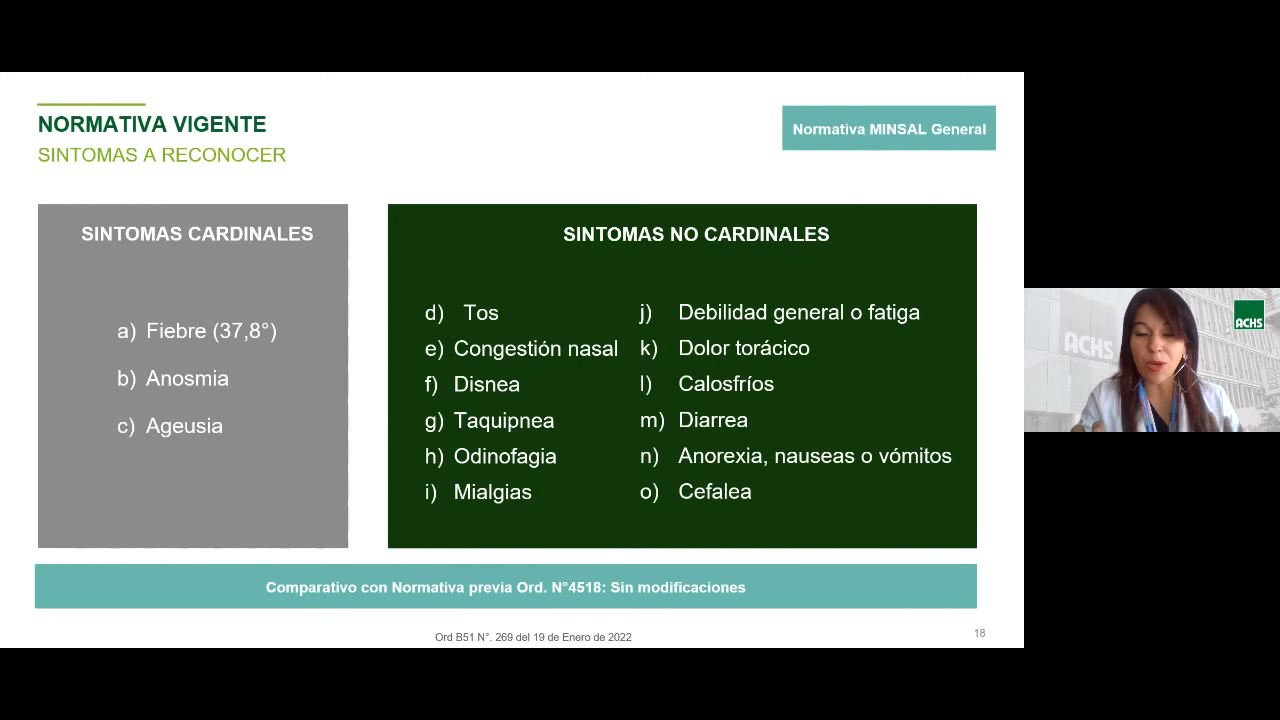 NORMATIVA VIGENTE
SINTOMAS A RECONOCER
Normativa MINSAL General
SINTOMAS CARDINALES
a) Fiebre (37,8°)
b) Anosmia
c) Ageusia
SINTOMAS NO CARDINALES
d) Tos
e) Congestión nasal
f) Disnea
g) Taquipnea
h) Odinofagia
i) Mialgias
j) Debilidad general o fatiga
k) Dolor torácico
l) Calosfríos
m) Diarrea
n) Anorexia, nauseas o vómitos
o) Cefalea
Comparativo con Normativa previa Ord. N°4518: Sin modificaciones
Ord B51 N°. 269 del 19 de Enero de 2022
18
ACHS
ACHS